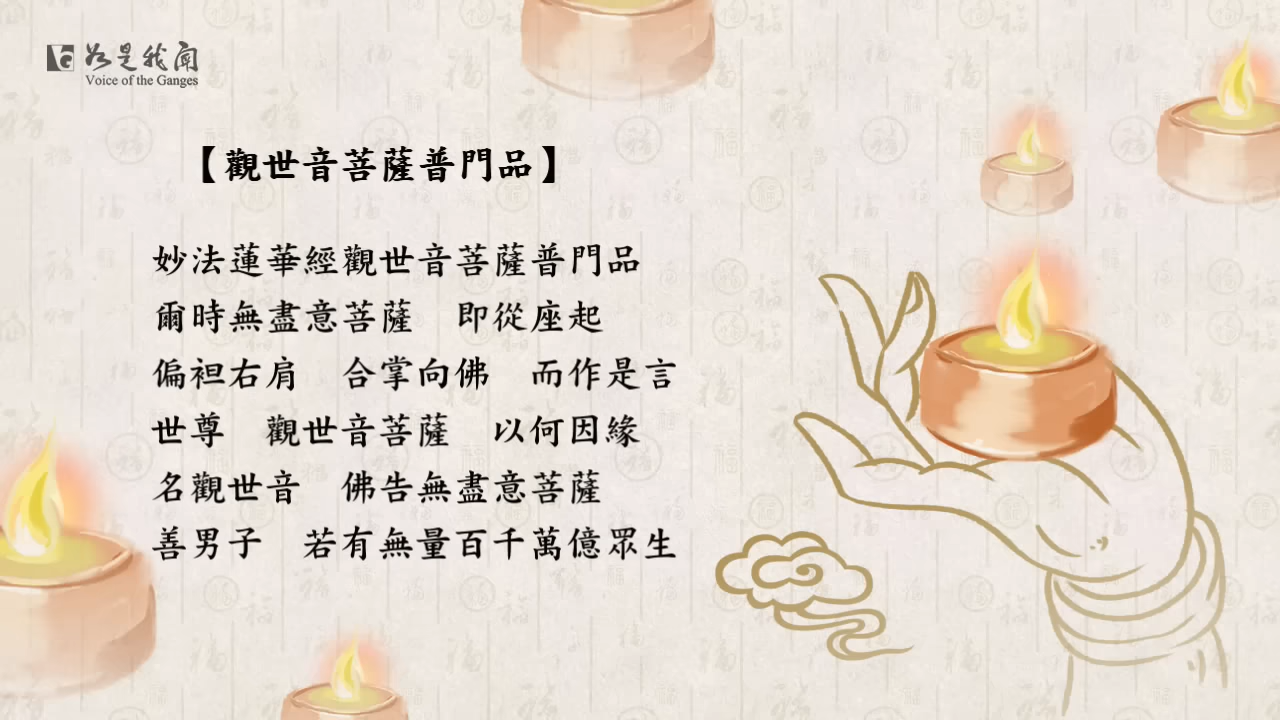 如是我聞
Voice of the Ganges
【觀世音菩薩普門品】
妙法蓮華經觀世音菩薩普門品
爾時無盡意菩薩　即從座起
偏袒右肩　合掌向佛　而作是言
世尊　觀世音菩薩　以何因緣
名觀世音　佛告無盡意菩薩
善男子　若有無量百千萬億眾生